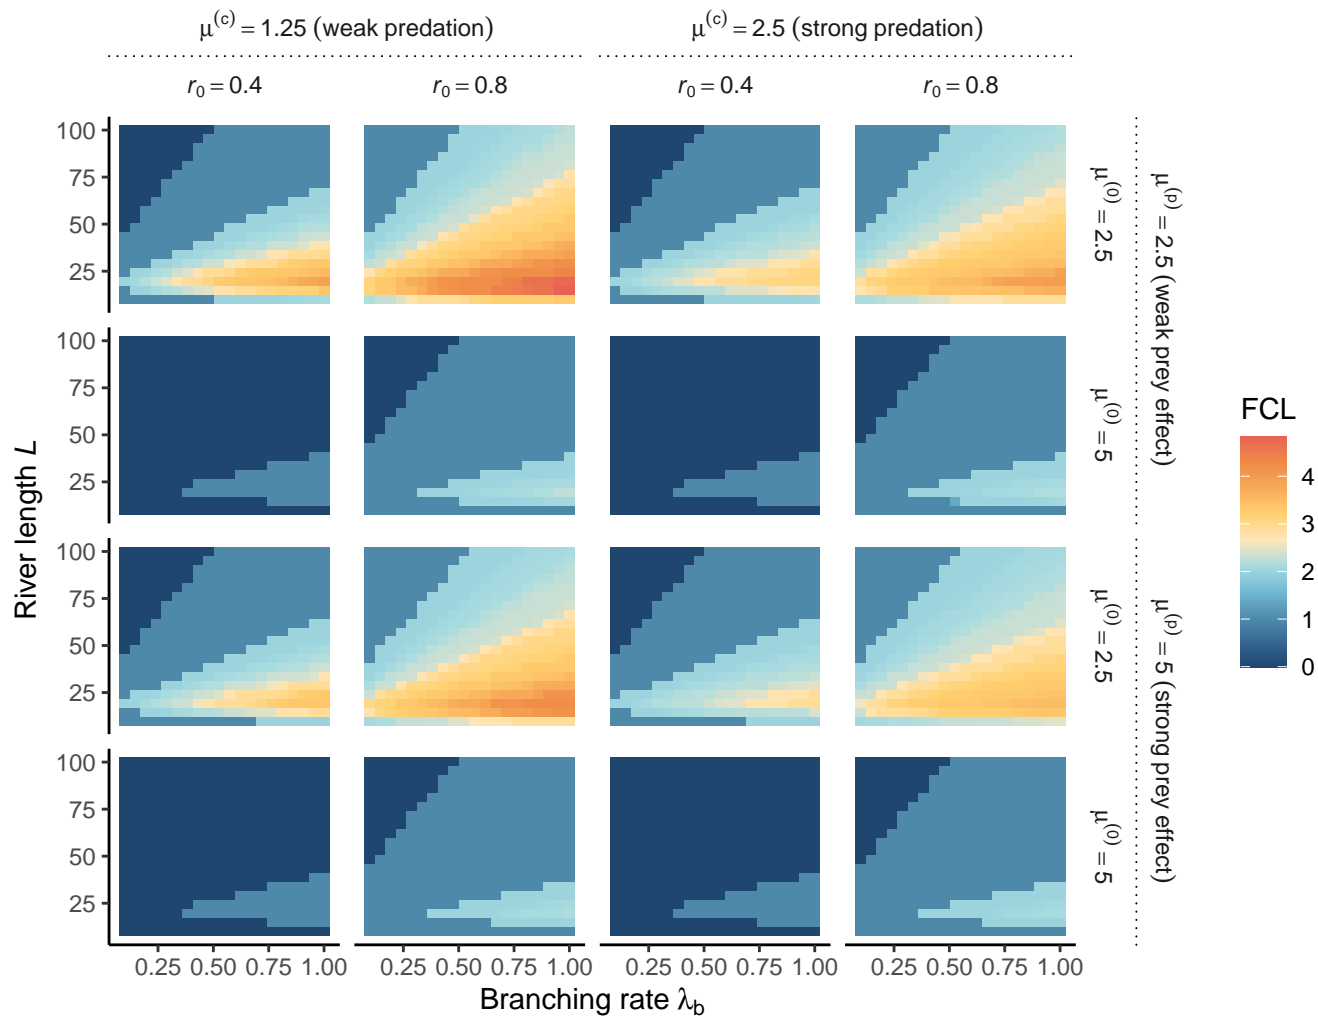 μ(c) = 1.25 (weak predation) μ(c) = 2.5 (strong predation)
r0 = 0.4 r0 = 0.8 r0 = 0.4 r0 = 0.8
100
75
50
25
μ(0) = 2.5
100
75
50
25
μ(0) = 5
μ(p) = 2.5 (weak prey effect)
100
75
50
25
μ(0) = 2.5
100
75
50
25
μ(0) = 5
μ(p) = 5 (strong prey effect)
River length L
0.25 0.50 0.75 1.00 0.25 0.50 0.75 1.00 0.25 0.50 0.75 1.00 0.25 0.50 0.75 1.00
Branching rate λb
FCL
4
3
2
1
0